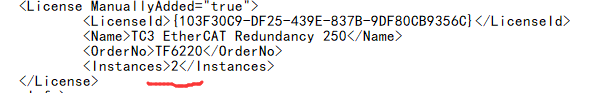 <License ManuallyAdded="true">
<LicenseId>{103F30C9-DF25-439E-837B-9DF80CB9356C}</LicenseId>
<Name>TC3 EtherCAT Redundancy 250</Name>
<OrderNo>TF6220</OrderNo>
<Instances>2</Instances>
</License>